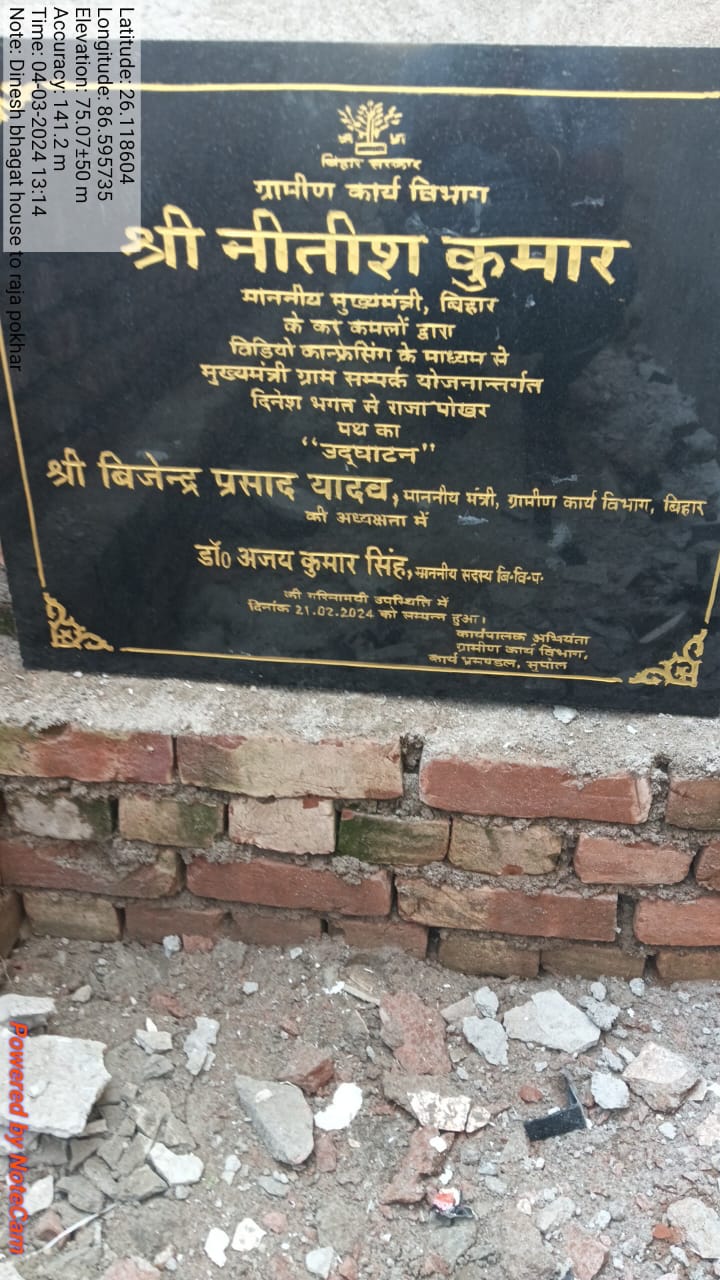 Latitude: 26.118604
Longitude: 86.595735
Elevation: 75.07±50 m
Accuracy: 141.2 m
Time: 04-03-2024 13:14
Note: Dinesh bhagat house to raja pokhar
बिहार सरकार
ग्रामीण कार्य विभाग
श्री नीतीश कुमार
माननीय मुख्यमंत्री, बिहार
के कर कमलों द्वारा
विडियो कान्फ्रेसिंग के माध्यम से
मुख्यमंत्री ग्राम सम्पर्क योजनान्तर्गत
दिनेश भगत से राजा पोखर
पथ का
“उद्घाटन”
श्री बिजेन्द्र प्रसाद यादव, माननीय मंत्री, ग्रामीण कार्य विभाग, बिहार
की अध्यक्षता में
डॉ0 अजय कुमार सिंह, माननीय सदस्य बि॰वि॰प॰
की गरिमामयी उपस्थिति में
दिनांक 21.02.2024 को सम्पन्न हुआ।
कार्यपालक अभियंता
ग्रामीण कार्य विभाग,
कार्य प्रमण्डल, सुपौल
Powered by NoteCam